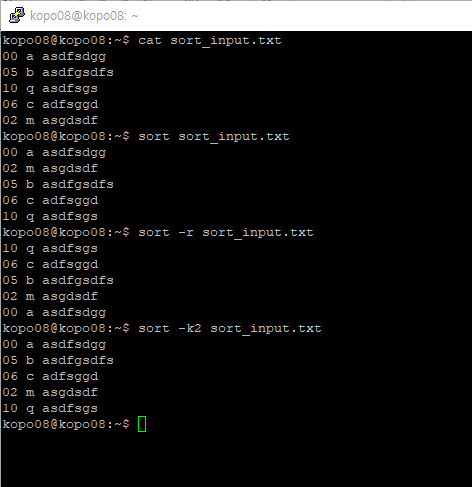 kopo08@kopo08: ~
kopo08@kopo08:~$ cat sort_input.txt
00 a asdfsdgg
05 b asdfgsdfs
10 q asdfsgs
06 c adfsggd
02 m asgdsdf
kopo08@kopo08:~$ sort sort_input.txt
00 a asdfsdgg
02 m asgdsdf
05 b asdfgsdfs
06 c adfsggd
10 q asdfsgs
kopo08@kopo08:~$ sort -r sort_input.txt
10 q asdfsgs
06 c adfsggd
05 b asdfgsdfs
02 m asgdsdf
00 a asdfsdgg
kopo08@kopo08:~$ sort -k2 sort_input.txt
00 a asdfsdgg
05 b asdfgsdfs
06 c adfsggd
02 m asgdsdf
10 q asdfsgs
kopo08@kopo08:~$